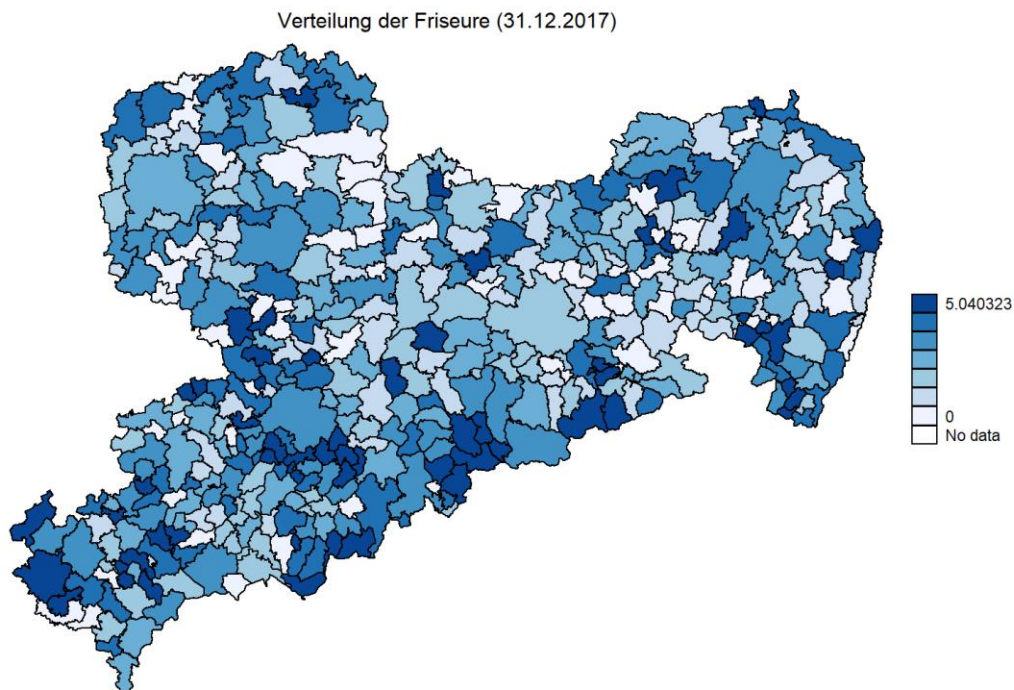 Verteilung der Friseure (31.12.2017)
5.040323
0
No data